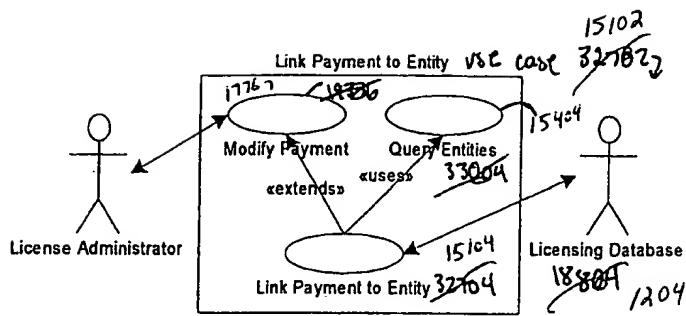 15102
Link Payment to Entity use case 32702
17767
15404
Modify Payment Query Entities
33004
«extends» «uses»
License Administrator
15104
Licensing Database
Link Payment to Entity 32704
18804
1204